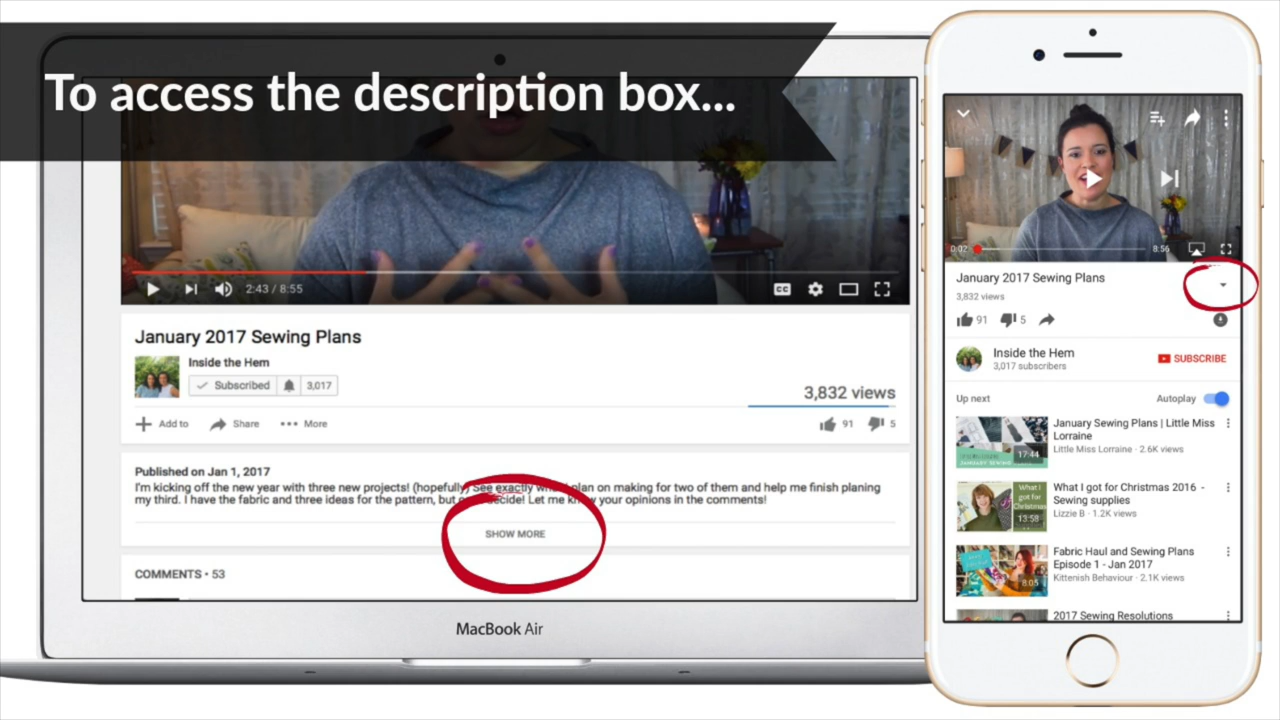 To access the description box...
2:43 / 8:55
CC
January 2017 Sewing Plans
Inside the Hem
Subscribed
3,017
3,832 views
Add to
Share
More
91
5
Published on Jan 1, 2017
I'm kicking off the new year with three new projects! (hopefully) See exactly plan on making for two of them and help me finish planing
my third. I have the fabric and three ideas for the pattern, but decide! Let me know your opinions in the comments!
SHOW MORE
COMMENTS • 53
MacBook Air
0:02
8:56
January 2017 Sewing Plans
3,832 views
91
5
Inside the Hem
3,017 subscribers
SUBSCRIBE
Up next
Autoplay
17:44
January Sewing Plans | Little Miss
Lorraine
Little Miss Lorraine · 2.6K views
What I
got for
Christmas
13:58
What I got for Christmas 2016 -
Sewing supplies
Lizzie B · 1.2K views
8:05
Fabric Haul and Sewing Plans
Episode 1 - Jan 2017
Kittenish Behaviour · 2.1K views
2017 Sewing Resolutions